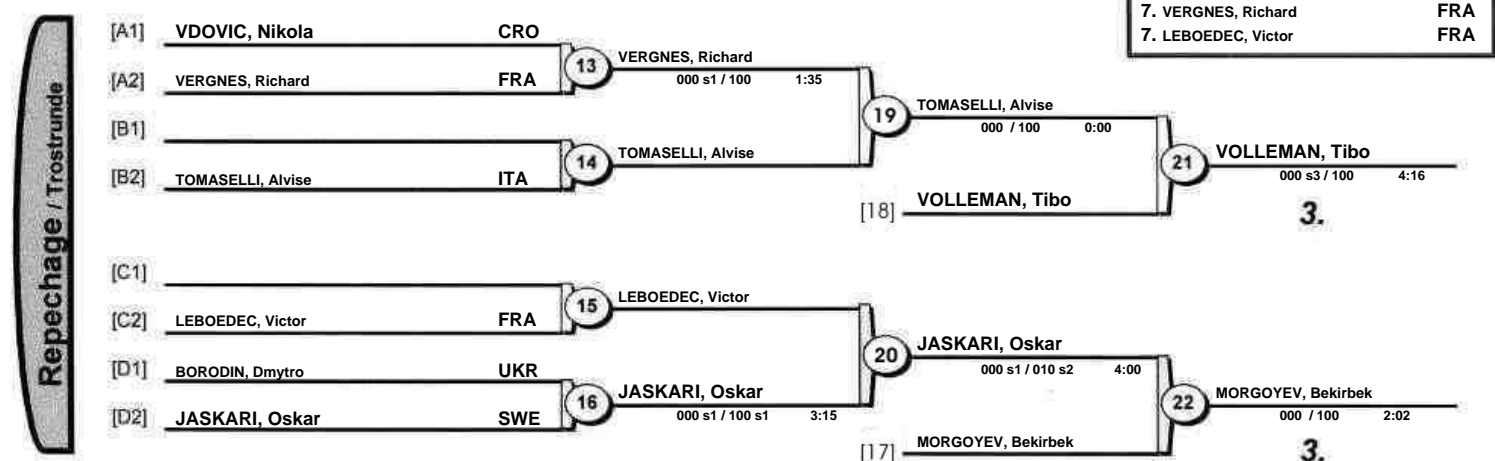 7. VERGNES, Richard FRA
7. LEBOEDEC, Victor FRA
Repechage / Trostrunde
[A1] VDOVIC, Nikola CRO
[A2] VERGNES, Richard FRA
13 VERGNES, Richard
000 s1 / 100 1:35
[B1]
[B2] TOMASELLI, Alvise ITA
14 TOMASELLI, Alvise
19 TOMASELLI, Alvise
000 / 100 0:00
[18] VOLLEMAN, Tibo
21 VOLLEMAN, Tibo
000 s3 / 100 4:16
3.
[C1]
[C2] LEBOEDEC, Victor FRA
15 LEBOEDEC, Victor
[D1] BORODIN, Dmytro UKR
[D2] JASKARI, Oskar SWE
16 JASKARI, Oskar
000 s1 / 100 s1 3:15
20 JASKARI, Oskar
000 s1 / 010 s2 4:00
[17] MORGOYEV, Bekirbek
22 MORGOYEV, Bekirbek
000 / 100 2:02
3.